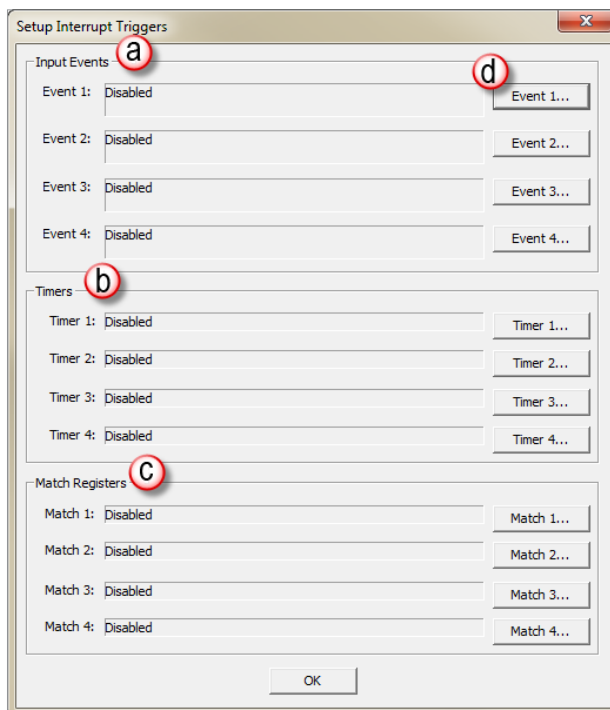 Setup Interrupt Triggers
a
Input Events
d
Event 1: Disabled Event 1...
Event 2: Disabled Event 2...
Event 3: Disabled Event 3...
Event 4: Disabled Event 4...
b
Timers
Timer 1: Disabled Timer 1...
Timer 2: Disabled Timer 2...
Timer 3: Disabled Timer 3...
Timer 4: Disabled Timer 4...
c
Match Registers
Match 1: Disabled Match 1...
Match 2: Disabled Match 2...
Match 3: Disabled Match 3...
Match 4: Disabled Match 4...
OK